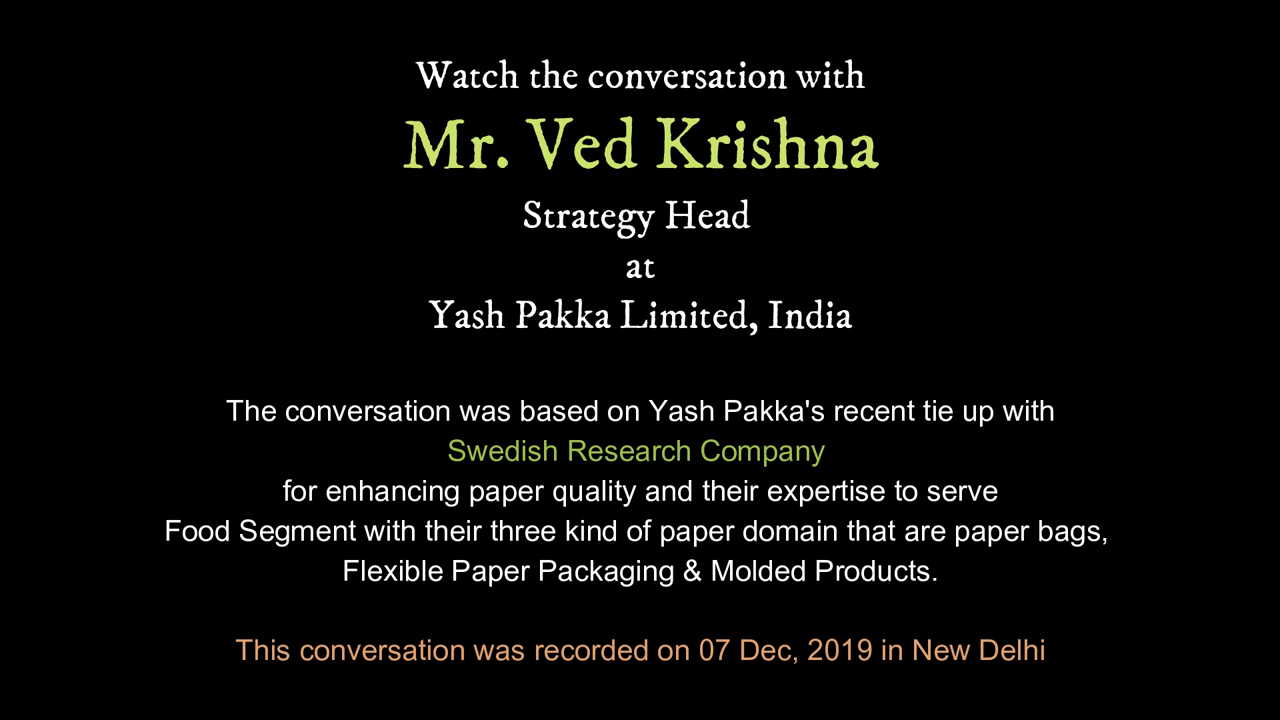 Watch the conversation with
Mr. Ved Krishna
Strategy Head
at
Yash Pakka Limited, India
The conversation was based on Yash Pakka's recent tie up with
Swedish Research Company
for enhancing paper quality and their expertise to serve
Food Segment with their three kind of paper domain that are paper bags,
Flexible Paper Packaging & Molded Products.
This conversation was recorded on 07 Dec, 2019 in New Delhi